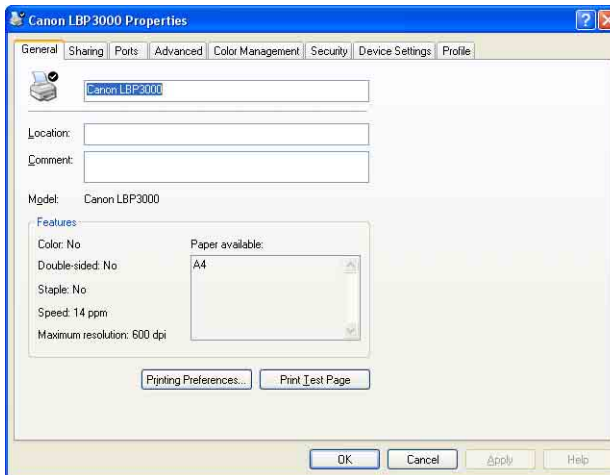 Canon LBP3000 Properties
General Sharing Ports Advanced Color Management Security Device Settings Profile
Canon LBP3000
Location:
Comment:
Model: Canon LBP3000
Features
Color: No Paper available:
Double-sided: No A4
Staple: No
Speed: 14 ppm
Maximum resolution: 600 dpi
Printing Preferences... Print Test Page
OK Cancel Apply Help